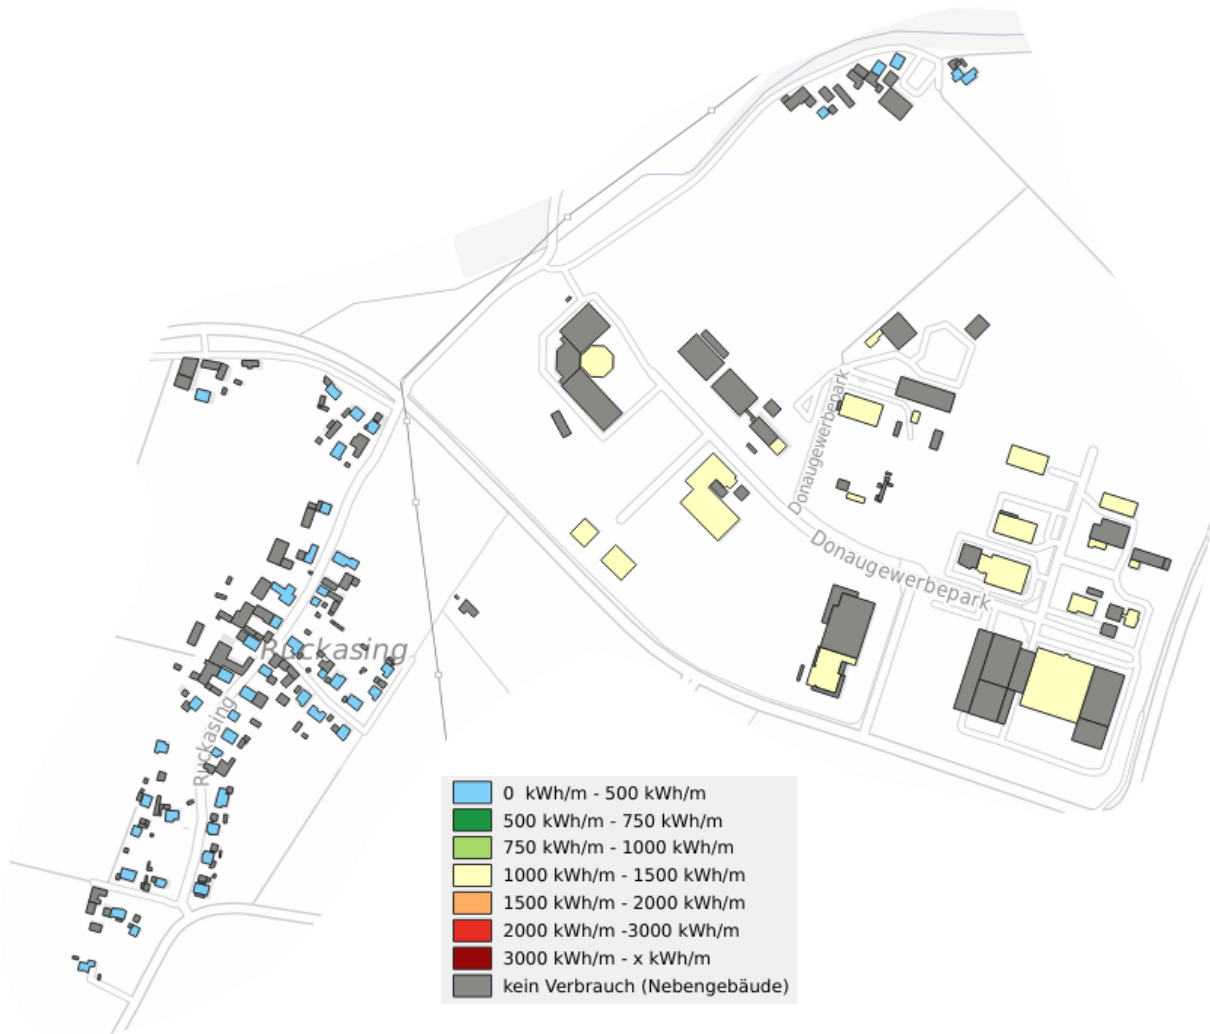 Donaugewerbepark
Donaugewerbepark
Ruckasing
Ruckasing
0 kWh/m - 500 kWh/m
500 kWh/m - 750 kWh/m
750 kWh/m - 1000 kWh/m
1000 kWh/m - 1500 kWh/m
1500 kWh/m - 2000 kWh/m
2000 kWh/m -3000 kWh/m
3000 kWh/m - x kWh/m
kein Verbrauch (Nebengebäude)